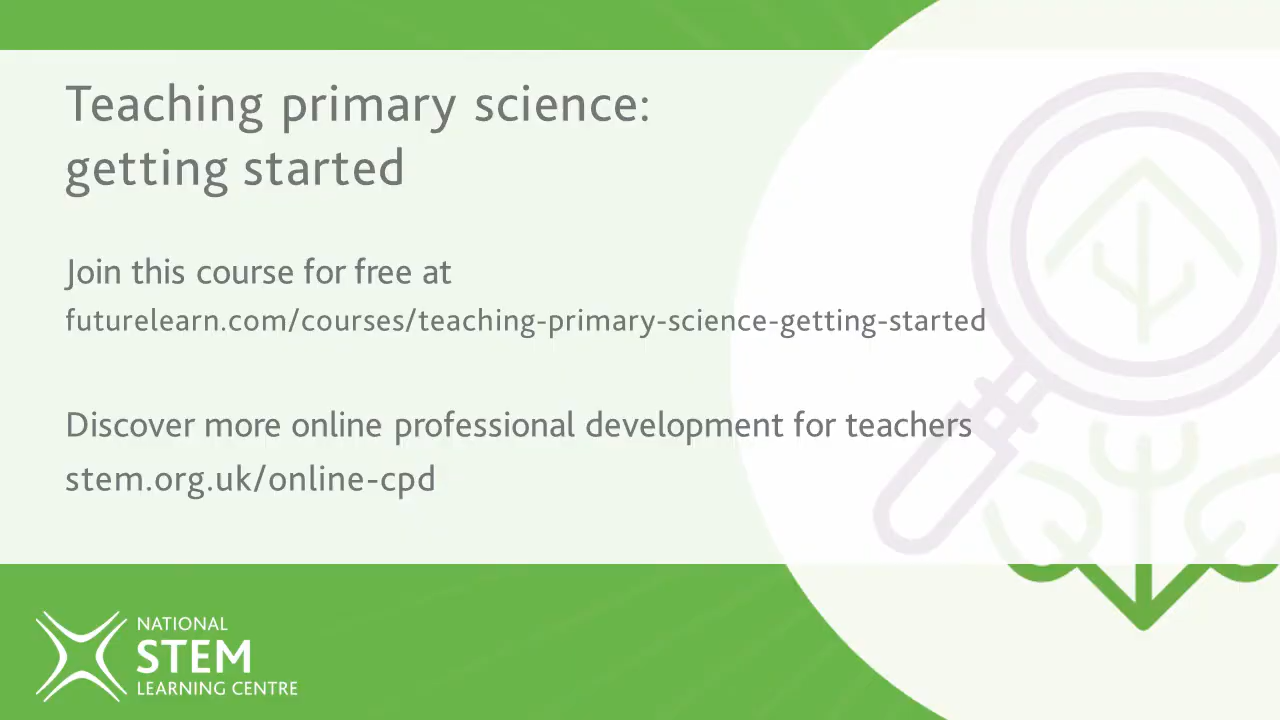 Teaching primary science:
getting started
Join this course for free at
futurelearn.com/courses/teaching-primary-science-getting-started
Discover more online professional development for teachers
stem.org.uk/online-cpd
NATIONAL
STEM
LEARNING CENTRE